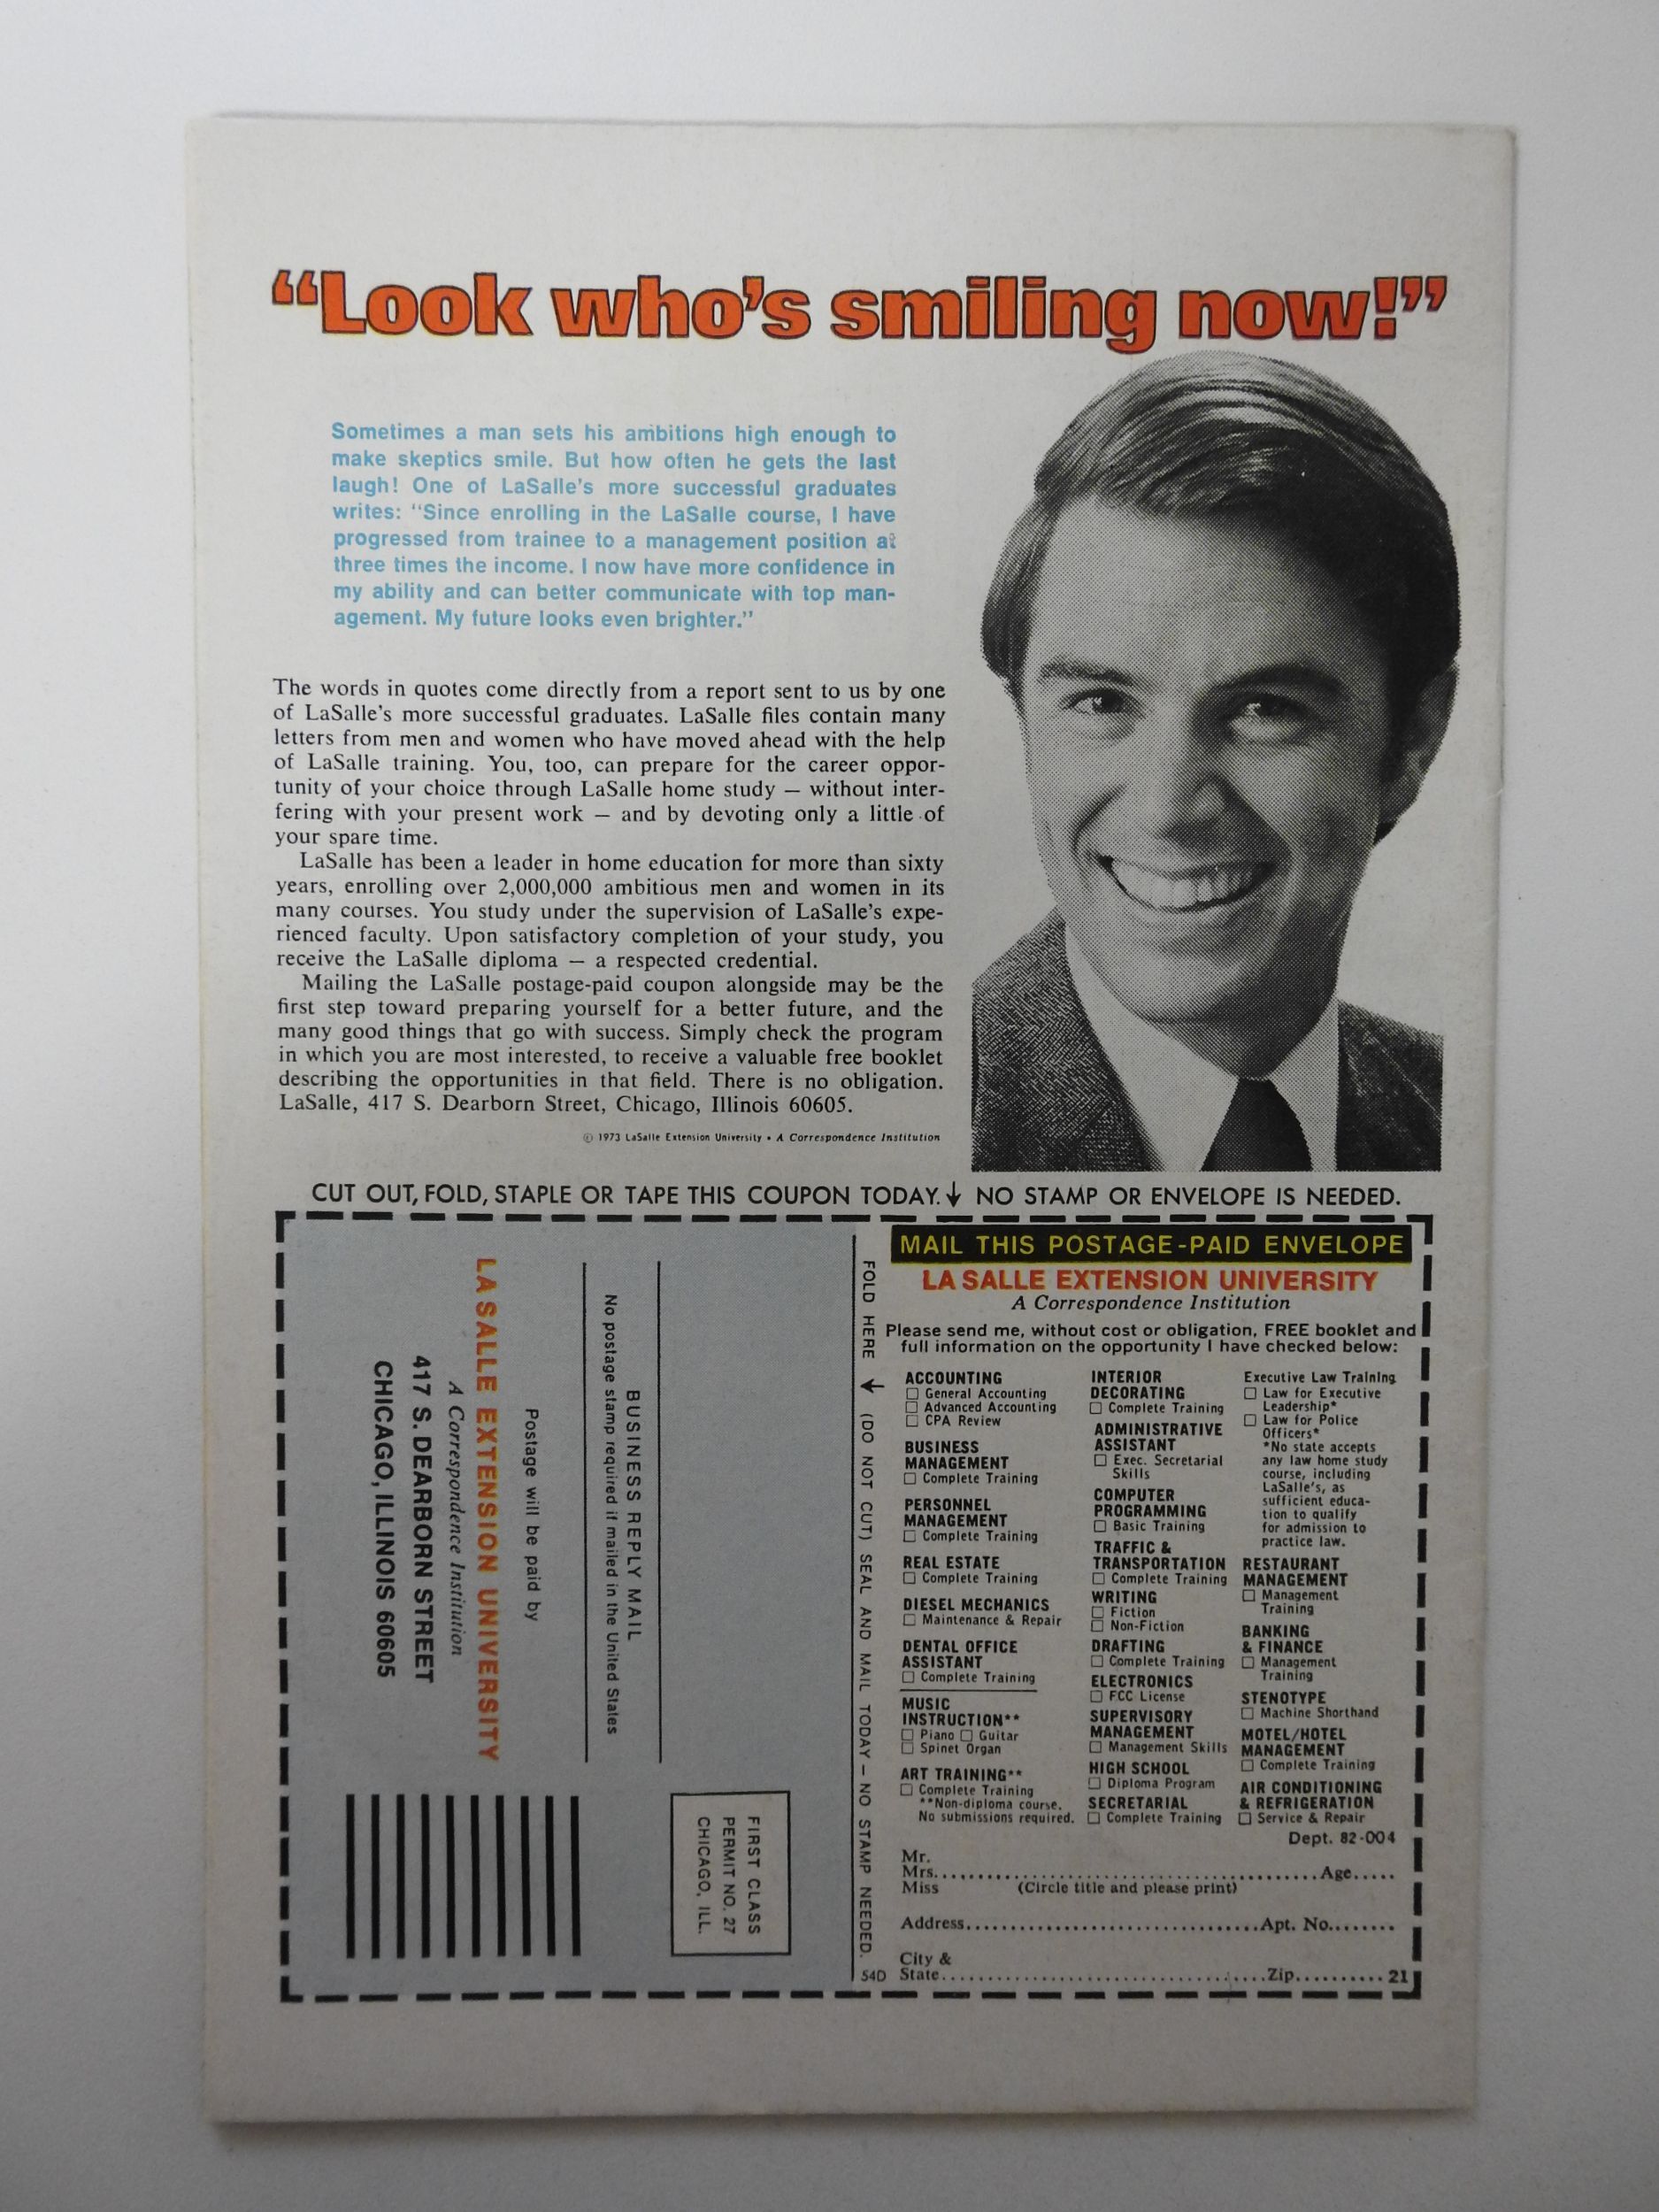 “Look who's smiling now!”
Sometimes a man sets his ambitions high enough to
make skeptics smile. But how often he gets the last
laugh! One of LaSalle's more successful graduates
writes: “Since enrolling in the LaSalle course, I have
progressed from trainee to a management position at
three times the income. I now have more confidence in
my ability and can better communicate with top man-
agement. My future looks even brighter.”
The words in quotes come directly from a report sent to us by one
of LaSalle's more successful graduates. LaSalle files contain many
letters from men and women who have moved ahead with the help
of LaSalle training. You, too, can prepare for the career oppor-
tunity of your choice through LaSalle home study — without inter-
fering with your present work — and by devoting only a little of
your spare time.
LaSalle has been a leader in home education for more than sixty
years, enrolling over 2,000,000 ambitious men and women in its
many courses. You study under the supervision of LaSalle's expe-
rienced faculty. Upon satisfactory completion of your study, you
receive the LaSalle diploma — a respected credential.
Mailing the LaSalle postage-paid coupon alongside may be the
first step toward preparing yourself for a better future, and the
many good things that go with success. Simply check the program
in which you are most interested, to receive a valuable free booklet
describing the opportunities in that field. There is no obligation.
LaSalle, 417 S. Dearborn Street, Chicago, Illinois 60605.
© 1973 LaSalle Extension University • A Correspondence Institution
CUT OUT, FOLD, STAPLE OR TAPE THIS COUPON TODAY. ↓ NO STAMP OR ENVELOPE IS NEEDED.
FIRST CLASS
PERMIT NO. 27
CHICAGO, ILL.
BUSINESS REPLY MAIL
No postage stamp required if mailed in the United States
Postage will be paid by
LA SALLE EXTENSION UNIVERSITY
A Correspondence Institution
417 S. DEARBORN STREET
CHICAGO, ILLINOIS 60605
FOLD HERE ↓ (DO NOT CUT) SEAL AND MAIL TODAY – NO STAMP NEEDED.
54D
MAIL THIS POSTAGE-PAID ENVELOPE
LA SALLE EXTENSION UNIVERSITY
A Correspondence Institution
Please send me, without cost or obligation, FREE booklet and
full information on the opportunity I have checked below:
ACCOUNTING
☐ General Accounting
☐ Advanced Accounting
☐ CPA Review
BUSINESS
MANAGEMENT
☐ Complete Training
PERSONNEL
MANAGEMENT
☐ Complete Training
REAL ESTATE
☐ Complete Training
DIESEL MECHANICS
☐ Maintenance & Repair
DENTAL OFFICE
ASSISTANT
☐ Complete Training
MUSIC
INSTRUCTION**
☐ Piano ☐ Guitar
☐ Spinet Organ
ART TRAINING**
☐ Complete Training
**Non-diploma course.
No submissions required.
INTERIOR
DECORATING
☐ Complete Training
ADMINISTRATIVE
ASSISTANT
☐ Exec. Secretarial
Skills
COMPUTER
PROGRAMMING
☐ Basic Training
TRAFFIC &
TRANSPORTATION
☐ Complete Training
WRITING
☐ Fiction
☐ Non-Fiction
DRAFTING
☐ Complete Training
ELECTRONICS
☐ FCC License
SUPERVISORY
MANAGEMENT
☐ Management Skills
HIGH SCHOOL
☐ Diploma Program
SECRETARIAL
☐ Complete Training
Executive Law Training
☐ Law for Executive
Leadership*
☐ Law for Police
Officers*
*No state accepts
any law home study
course, including
LaSalle's, as
sufficient educa-
tion to qualify
for admission to
practice law.
RESTAURANT
MANAGEMENT
☐ Management
Training
BANKING
& FINANCE
☐ Management
Training
STENOTYPE
☐ Machine Shorthand
MOTEL/HOTEL
MANAGEMENT
☐ Complete Training
AIR CONDITIONING
& REFRIGERATION
☐ Service & Repair
Dept. 82-004
Mr.
Mrs. Age
Miss (Circle title and please print)
Address Apt. No.
City &
State Zip 21